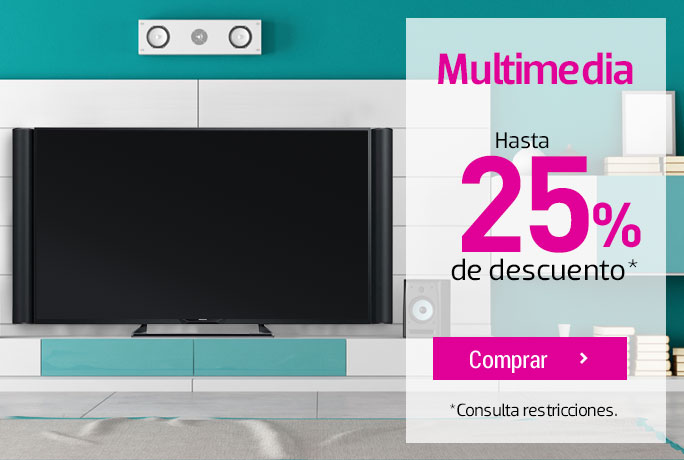 Multimedia
Hasta
25%
de descuento*
Comprar >
*Consulta restricciones.